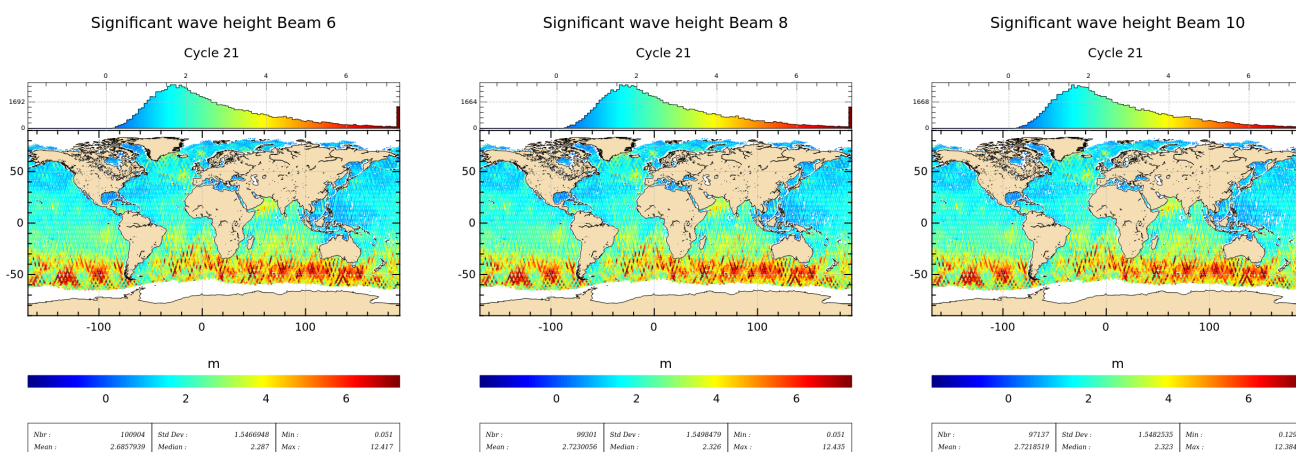 Significant wave height Beam 6
Cycle 21
0 2 4 6
1692
0
50
0
-50
-100 0 100
m
0 2 4 6
Nbr : 100904 Std Dev : 1.5466948 Min : 0.051
Mean : 2.6857939 Median : 2.287 Max : 12.417
Significant wave height Beam 8
Cycle 21
0 2 4 6
1664
0
50
0
-50
-100 0 100
m
0 2 4 6
Nbr : 99301 Std Dev : 1.5498479 Min : 0.051
Mean : 2.7230056 Median : 2.326 Max : 12.435
Significant wave height Beam 10
Cycle 21
0 2 4 6
1668
0
50
0
-50
-100 0 100
m
0 2 4 6
Nbr : 97137 Std Dev : 1.5482535 Min : 0.129
Mean : 2.7218519 Median : 2.323 Max : 12.384